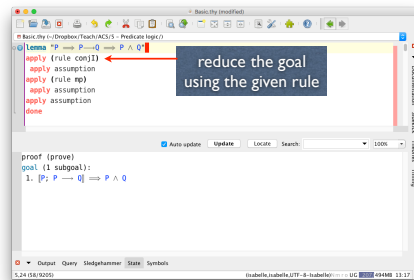 Basic.thy (modified)
Basic.thy (~/Dropbox/Teach/ACS/5 - Predicate logic/)
lemma "P ⟹ P⟶Q ⟹ P ∧ Q"
apply (rule conjI)
apply assumption
apply (rule mp)
apply assumption
apply assumption
done
reduce the goal
using the given rule
Auto update Update Locate Search: 100%
proof (prove)
goal (1 subgoal):
1. ⟦P; P ⟶ Q⟧ ⟹ P ∧ Q
Output Query Sledgehammer State Symbols
5,24 (58/9205) (isabelle,isabelle,UTF-8-Isabelle) UG 494MB 13:17